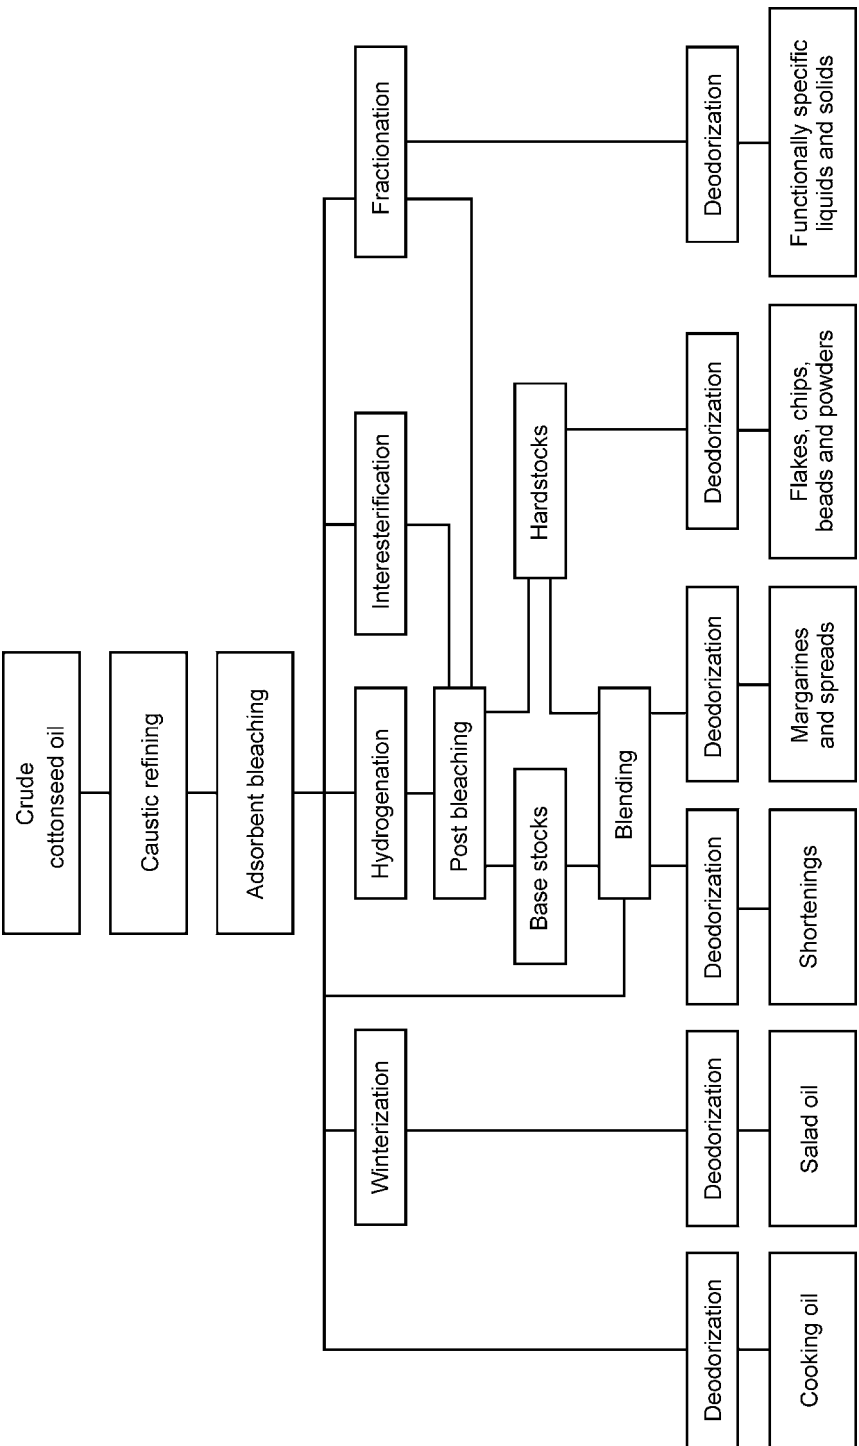 Crude
cottonseed oil
Caustic refining
Adsorbent bleaching
Winterization
Hydrogenation
Interesterification
Fractionation
Post bleaching
Base stocks
Hardstocks
Blending
Deodorization
Deodorization
Deodorization
Deodorization
Deodorization
Deodorization
Cooking oil
Salad oil
Shortenings
Margarines
and spreads
Flakes, chips,
beads and powders
Functionally specific
liquids and solids